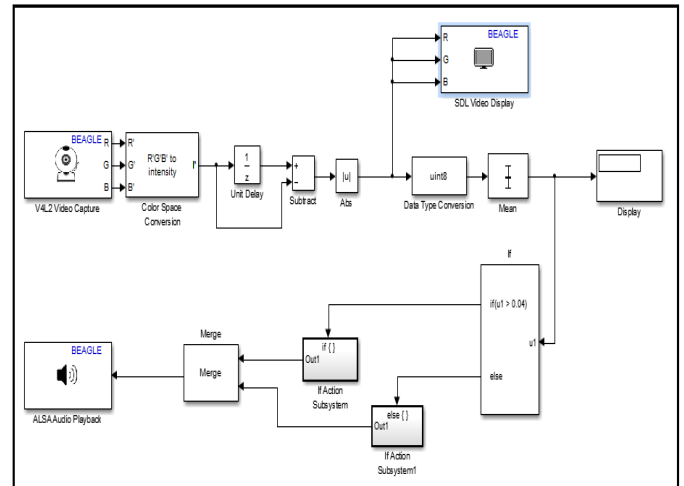 BEAGLE
R
G
B
SDL Video Display
BEAGLE
R
G
B
V4L2 Video Capture
R'
G'
B'
R'G'B' to
intensity
I'
Color Space
Conversion
1
z
Unit Delay
+
−
Subtract
|u|
Abs
uint8
Data Type Conversion
Mean
Display
If
if(u1 > 0.04)
u1
else
if { }
Out1
If Action
Subsystem
else { }
Out1
If Action
Subsystem1
Merge
Merge
BEAGLE
ALSA Audio Playback